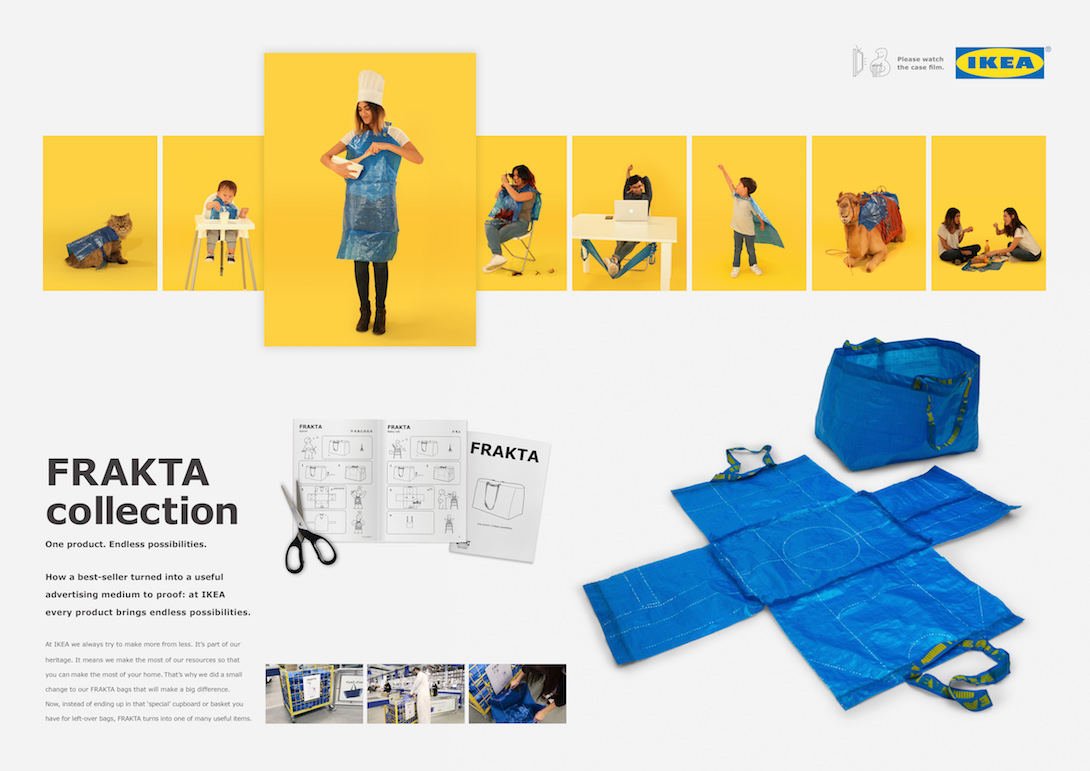 Please watch
the case film.
IKEA
FRAKTA
FRAKTA
FRAKTA
FRAKTA
collection
One product. Endless possibilities.
How a best-seller turned into a useful
advertising medium to proof: at IKEA
every product brings endless possibilities.
At IKEA we always try to make more from less. It's part of our
heritage. It means we make the most of our resources so that
you can make the most of your home. That's why we did a small
change to our FRAKTA bags that will make a big difference.
Now, instead of ending up in that 'special' cupboard or basket you
have for left-over bags, FRAKTA turns into one of many useful items.